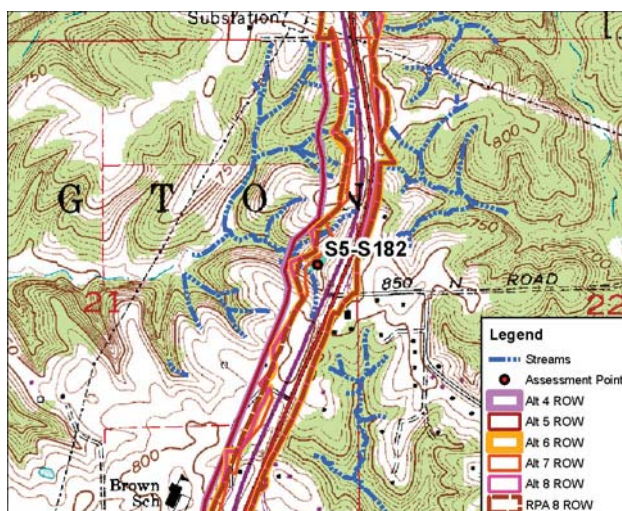 Substation
750
750
800
75
G T O N
S5-S182
850 N ROAD
21
22
800
Brown
Sch
Legend
Streams
Assessment Point
Alt 4 ROW
Alt 5 ROW
Alt 6 ROW
Alt 7 ROW
Alt 8 ROW
RPA 8 ROW